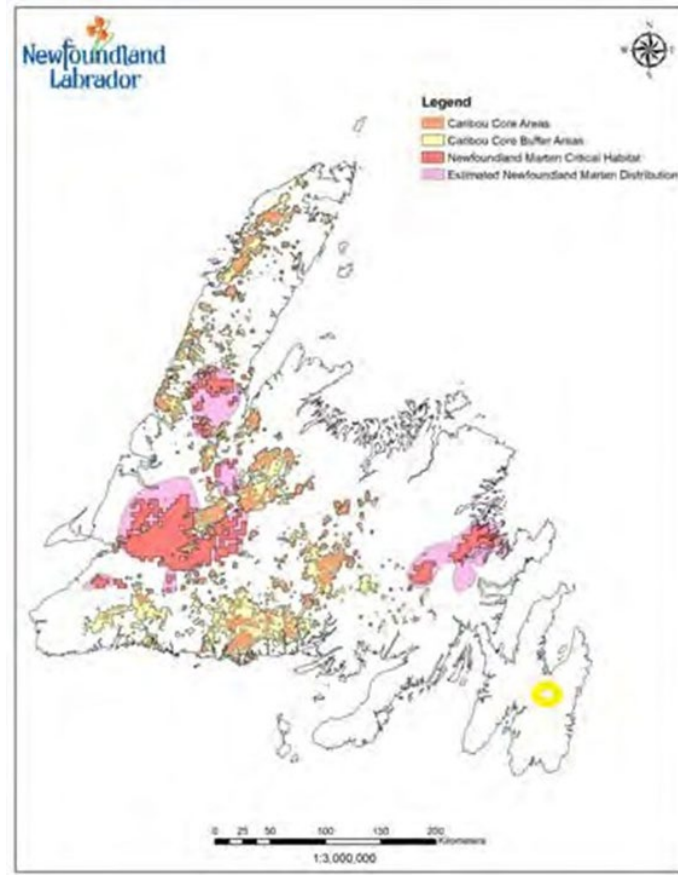 Newfoundland
Labrador
N
W
E
S
Legend
Caribou Core Areas
Caribou Core Buffer Areas
Newfoundland Marten Critical Habitat
Estimated Newfoundland Marten Distribution
0 25 50 100 150 200
Kilometers
1:3,000,000